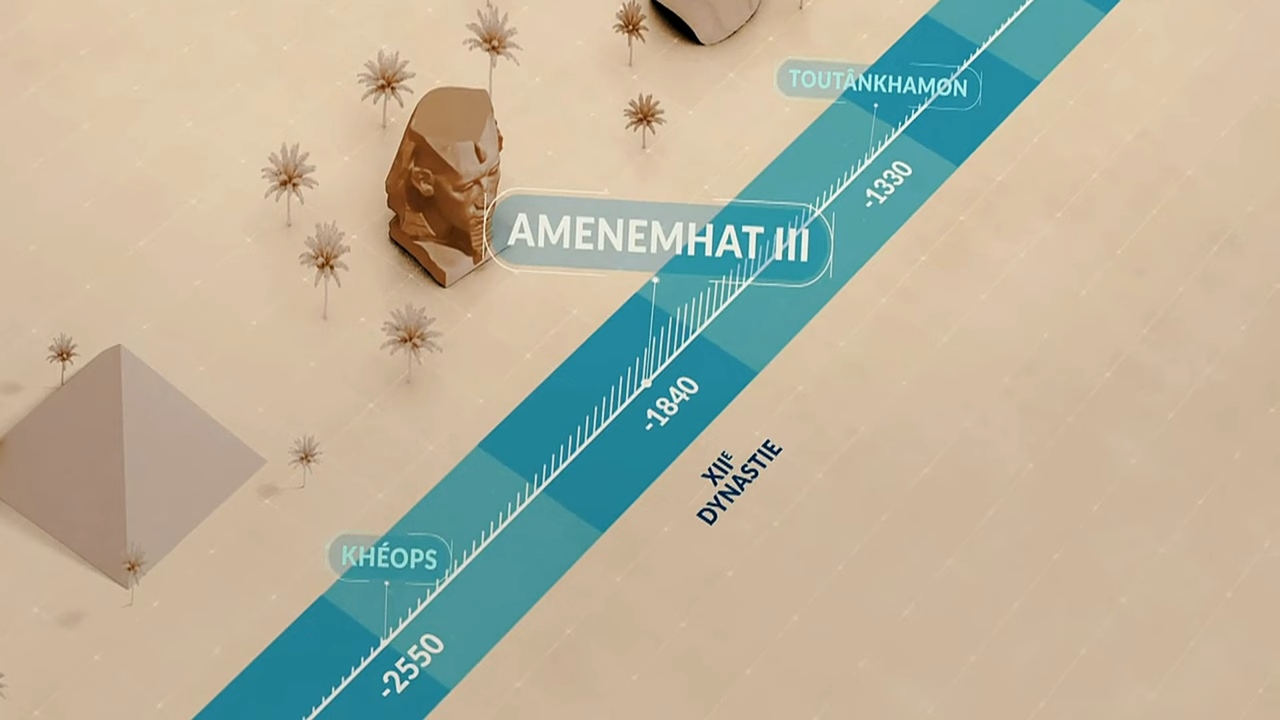 TOUTÂNKHAMON
-1330
AMENEMHAT III
-1840
XIIE
DYNASTIE
KHÉOPS
-2550